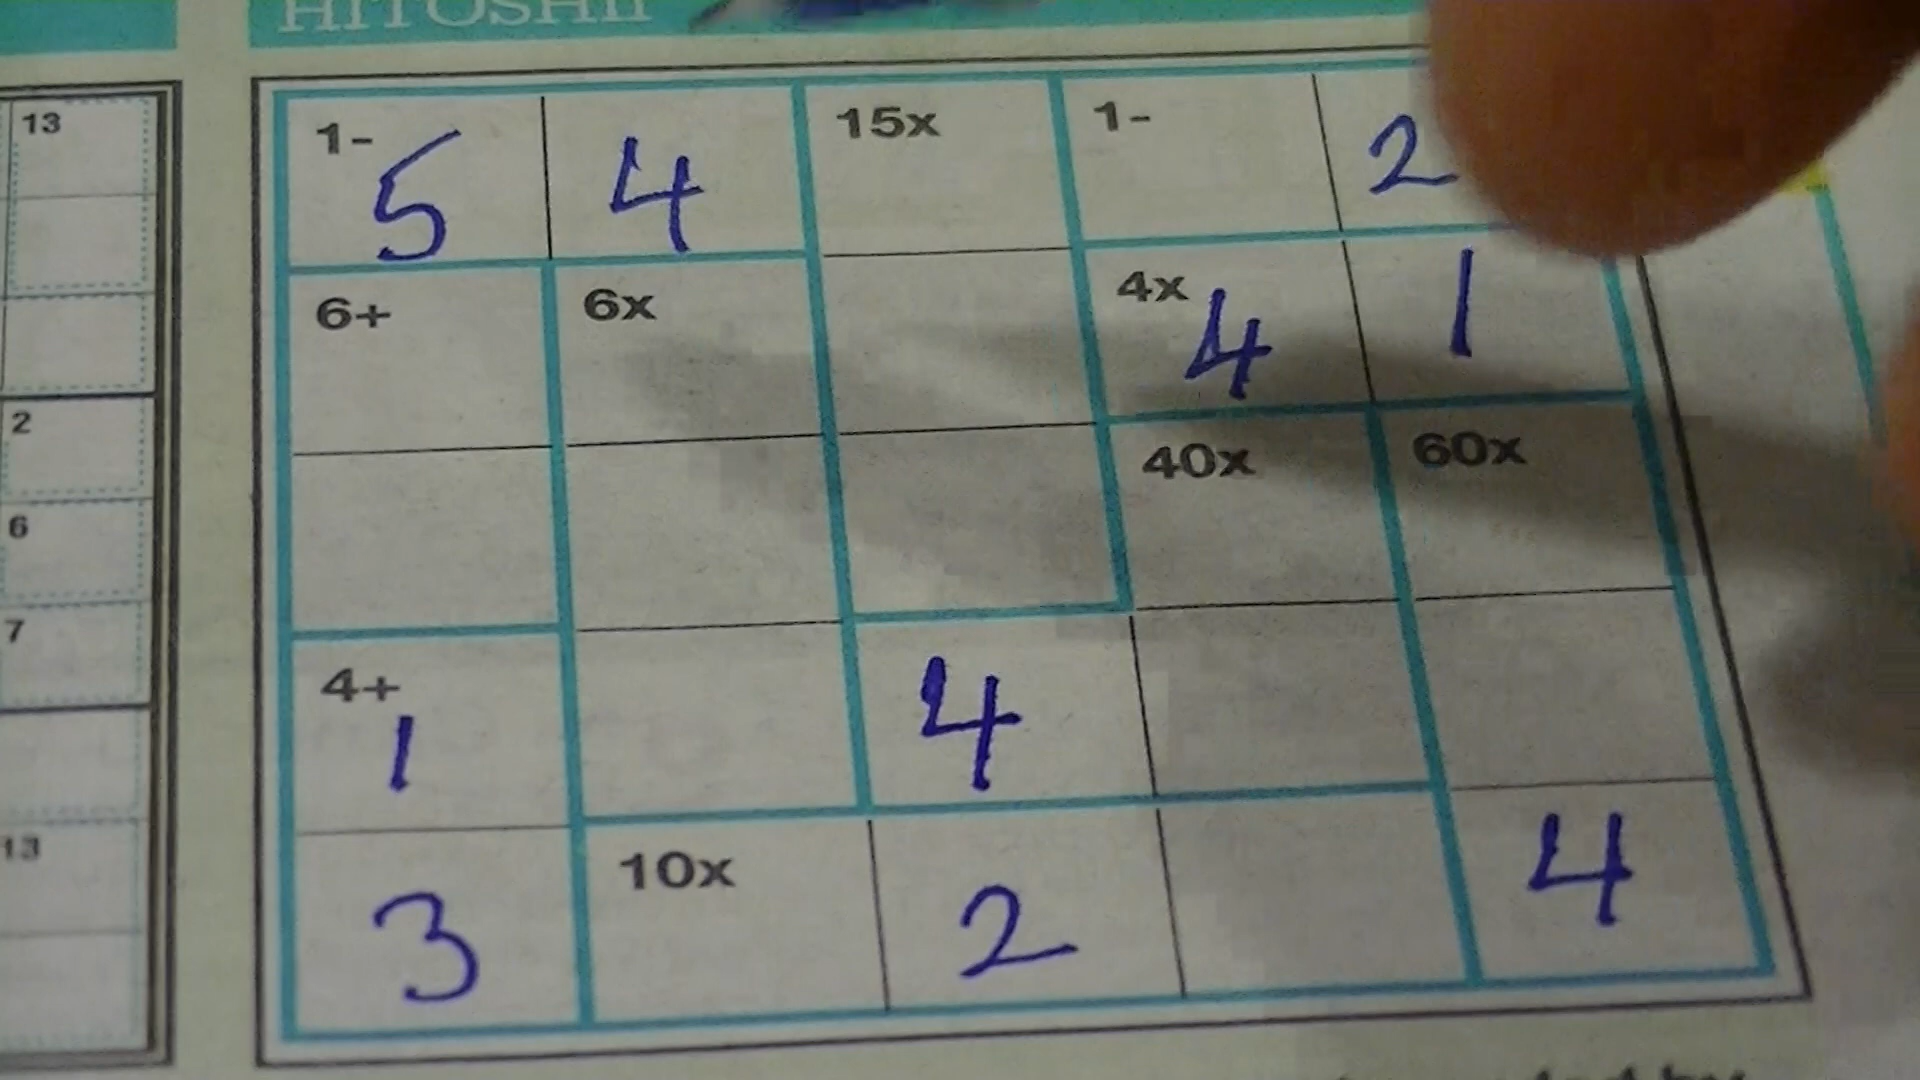 HITOSHII
13
1- 5 4 15x 1- 2
6+ 6x 4x 4 1
2
40x 60x
6
7
4+ 1 4
13
3 10x 2 4